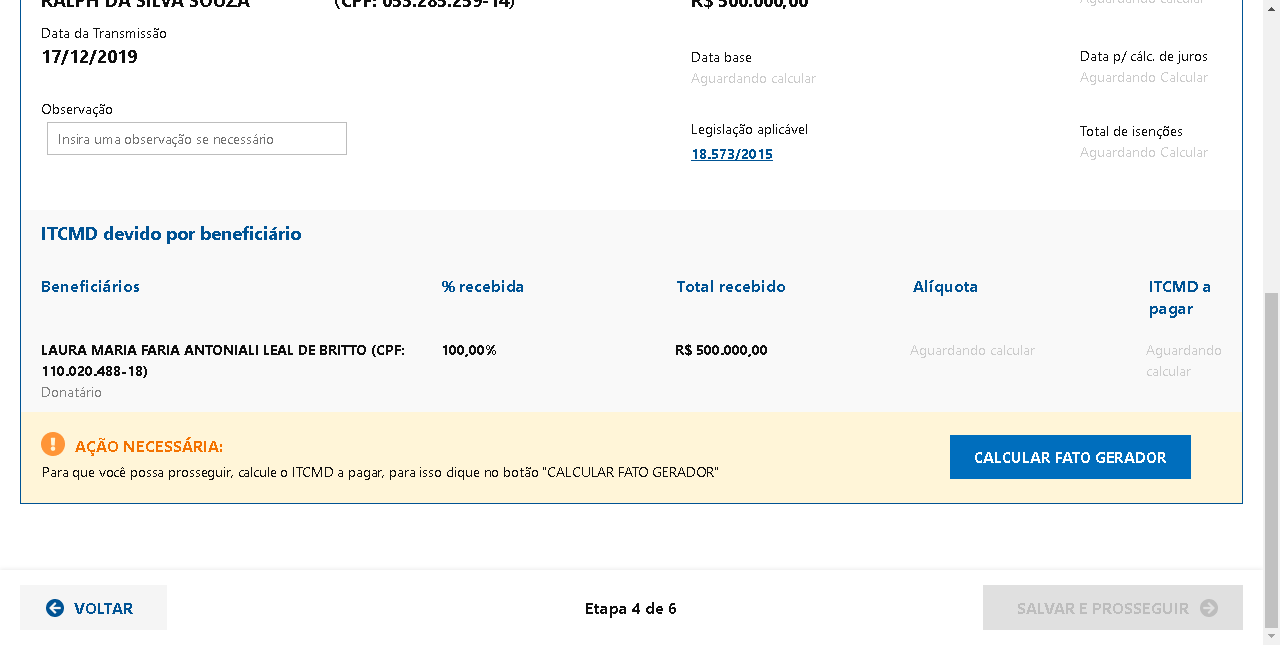 RALPH DA SILVA SOUZA (CPF: 053.285.259-14) R$ 500.000,00 Aguardando calcular
Data da Transmissão
17/12/2019
Data base Data p/ cálc. de juros
Aguardando calcular Aguardando Calcular
Observação
Insira uma observação se necessário
Legislação aplicável Total de isenções
18.573/2015 Aguardando Calcular
ITCMD devido por beneficiário
Beneficiários % recebida Total recebido Alíquota ITCMD a
pagar
LAURA MARIA FARIA ANTONIALI LEAL DE BRITTO (CPF: 100,00% R$ 500.000,00 Aguardando calcular Aguardando
110.020.488-18) calcular
Donatário
AÇÃO NECESSÁRIA:
Para que você possa prosseguir, calcule o ITCMD a pagar, para isso clique no botão "CALCULAR FATO GERADOR"
CALCULAR FATO GERADOR
VOLTAR Etapa 4 de 6 SALVAR E PROSSEGUIR